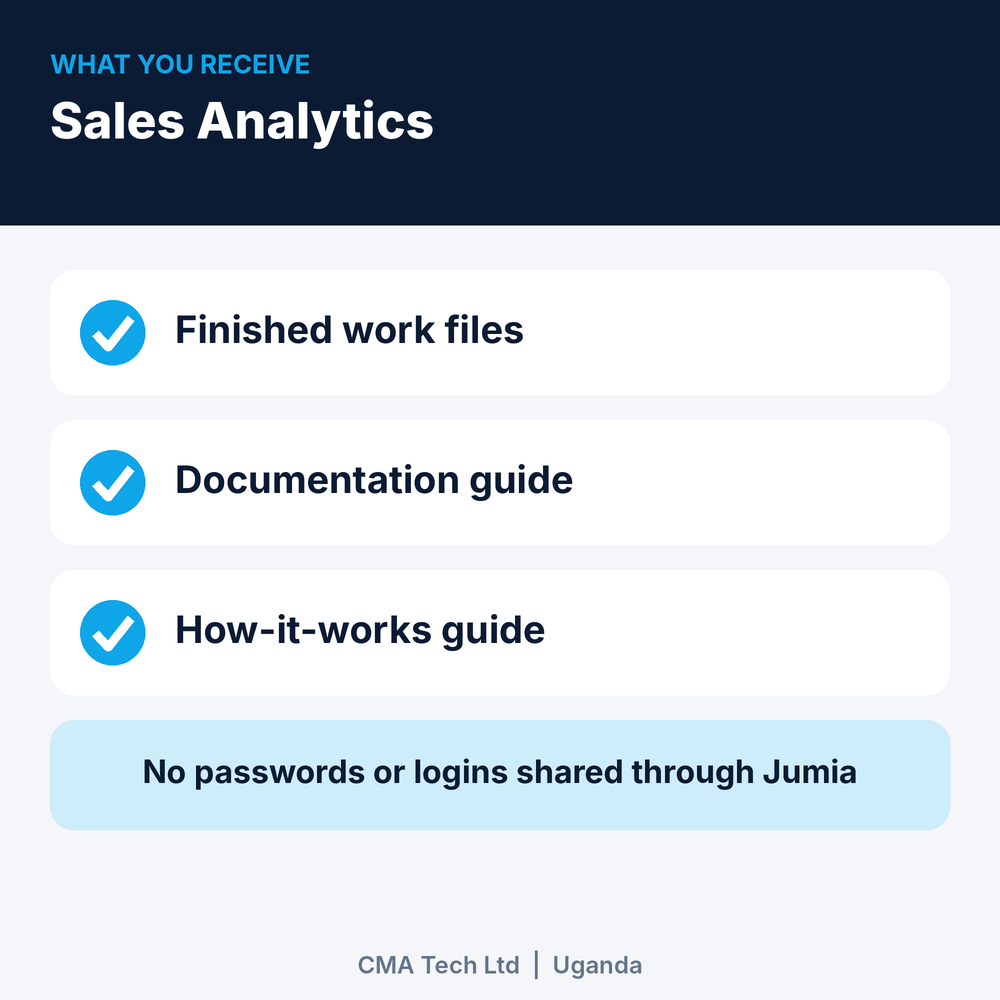 WHAT YOU RECEIVE
Sales Analytics
Finished work files
Documentation guide
How-it-works guide
No passwords or logins shared through Jumia
CMA Tech Ltd | Uganda